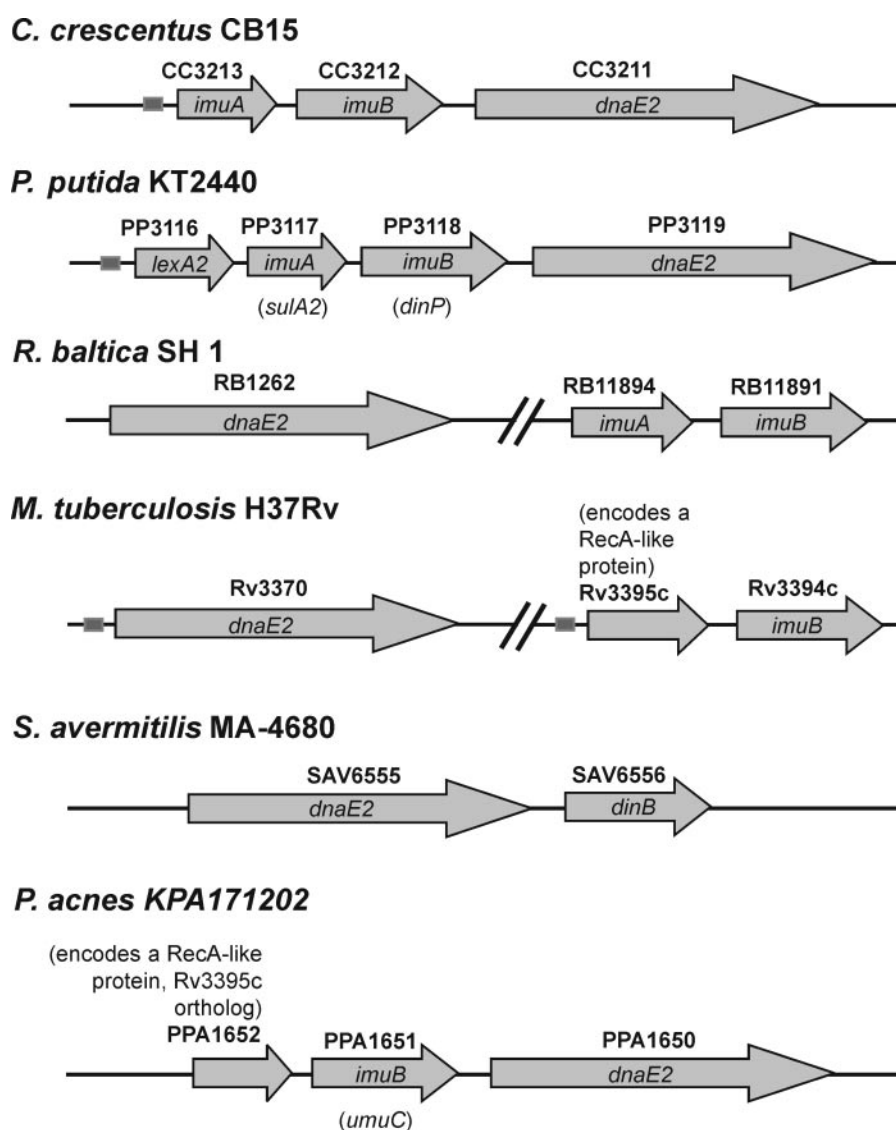 C. crescentus CB15
CC3213 CC3212 CC3211
imuA imuB dnaE2
P. putida KT2440
PP3116 PP3117 PP3118 PP3119
lexA2 imuA imuB dnaE2
(sulA2) (dinP)
R. baltica SH 1
RB1262 RB11894 RB11891
dnaE2 imuA imuB
M. tuberculosis H37Rv
(encodes a
RecA-like
protein)
Rv3370 Rv3395c Rv3394c
dnaE2 imuB
S. avermitilis MA-4680
SAV6555 SAV6556
dnaE2 dinB
P. acnes KPA171202
(encodes a RecA-like
protein, Rv3395c
ortholog)
PPA1652 PPA1651 PPA1650
imuB dnaE2
(umuC)